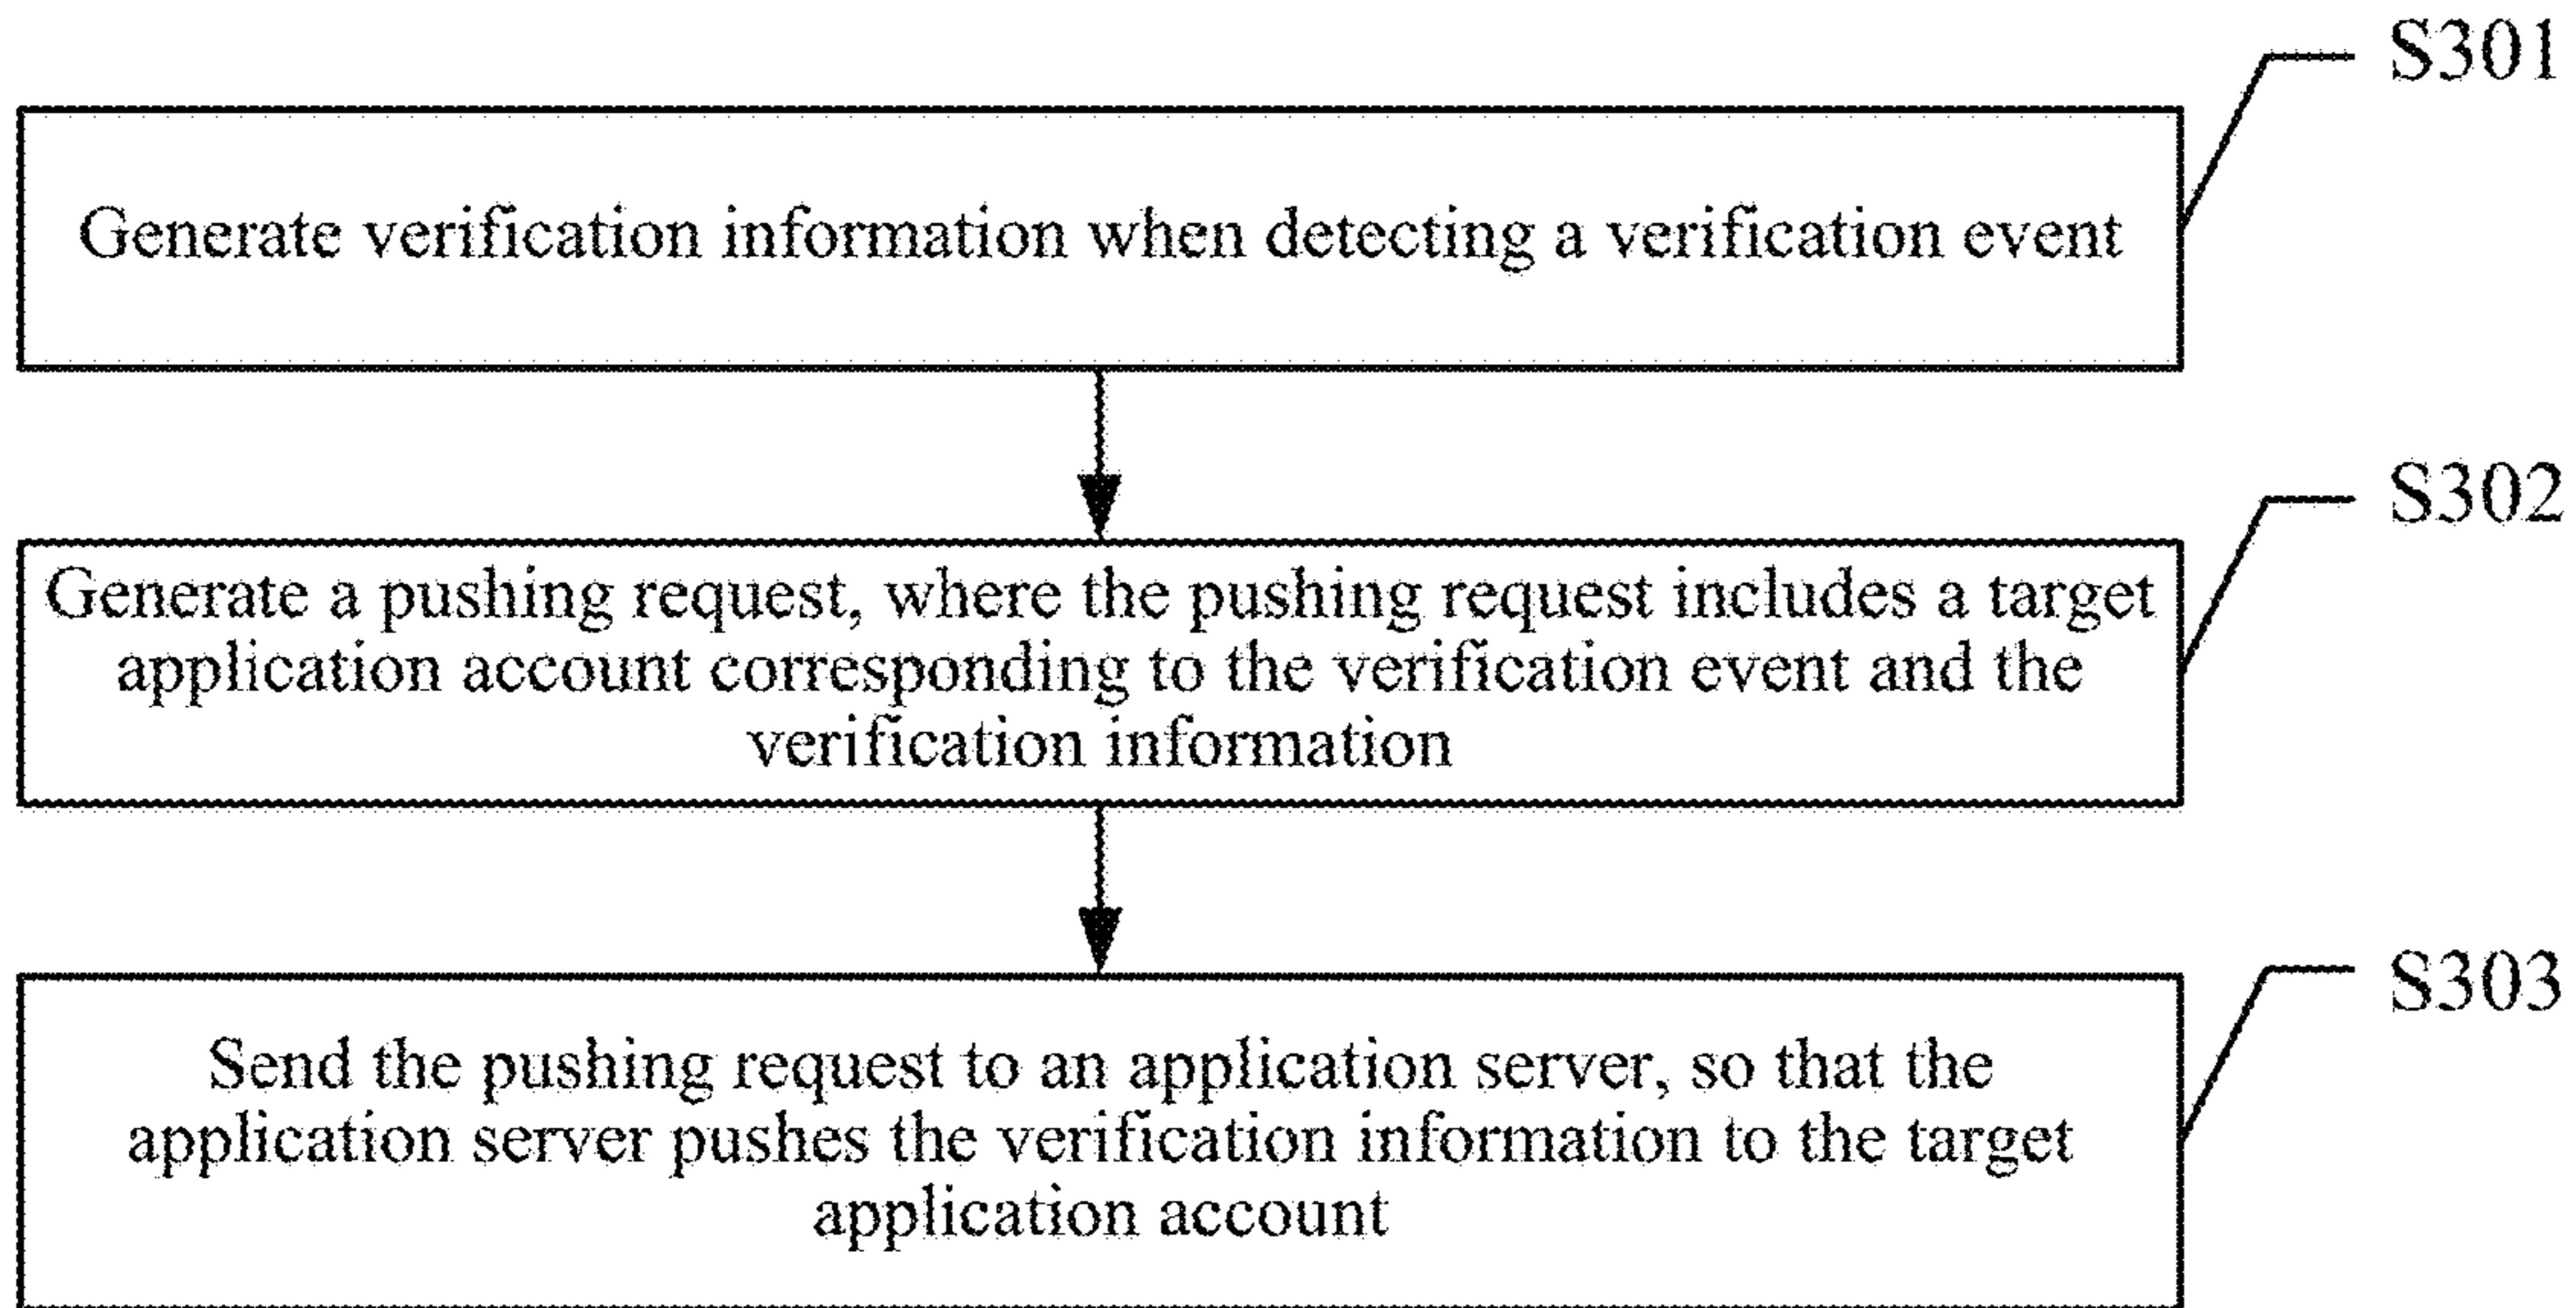 S301
Generate verification information when detecting a verification event
S302
Generate a pushing request, where the pushing request includes a target
application account corresponding to the verification event and the
verification information
S303
Send the pushing request to an application server, so that the
application server pushes the verification information to the target
application account